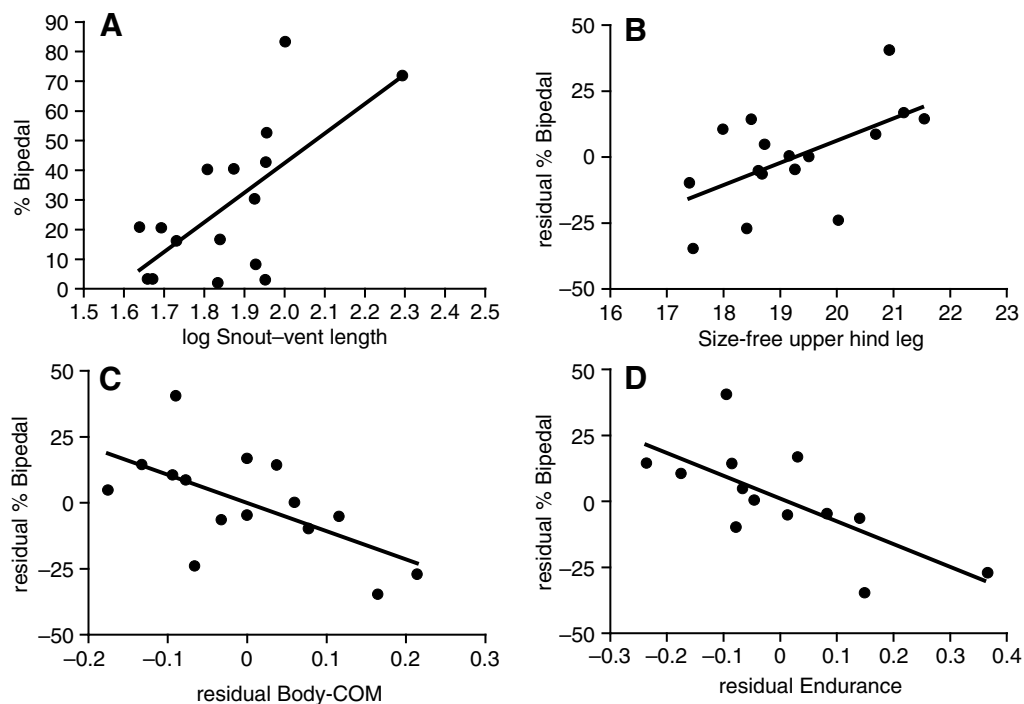 A
90
80
70
60
50
40
30
20
10
0
% Bipedal
1.5 1.6 1.7 1.8 1.9 2.0 2.1 2.2 2.3 2.4 2.5
log Snout–vent length
B
50
25
0
–25
–50
residual % Bipedal
16 17 18 19 20 21 22 23
Size-free upper hind leg
C
50
25
0
–25
–50
residual % Bipedal
–0.2 –0.1 0 0.1 0.2 0.3
residual Body-COM
D
50
25
0
–25
–50
residual % Bipedal
–0.3 –0.2 –0.1 0 0.1 0.2 0.3 0.4
residual Endurance